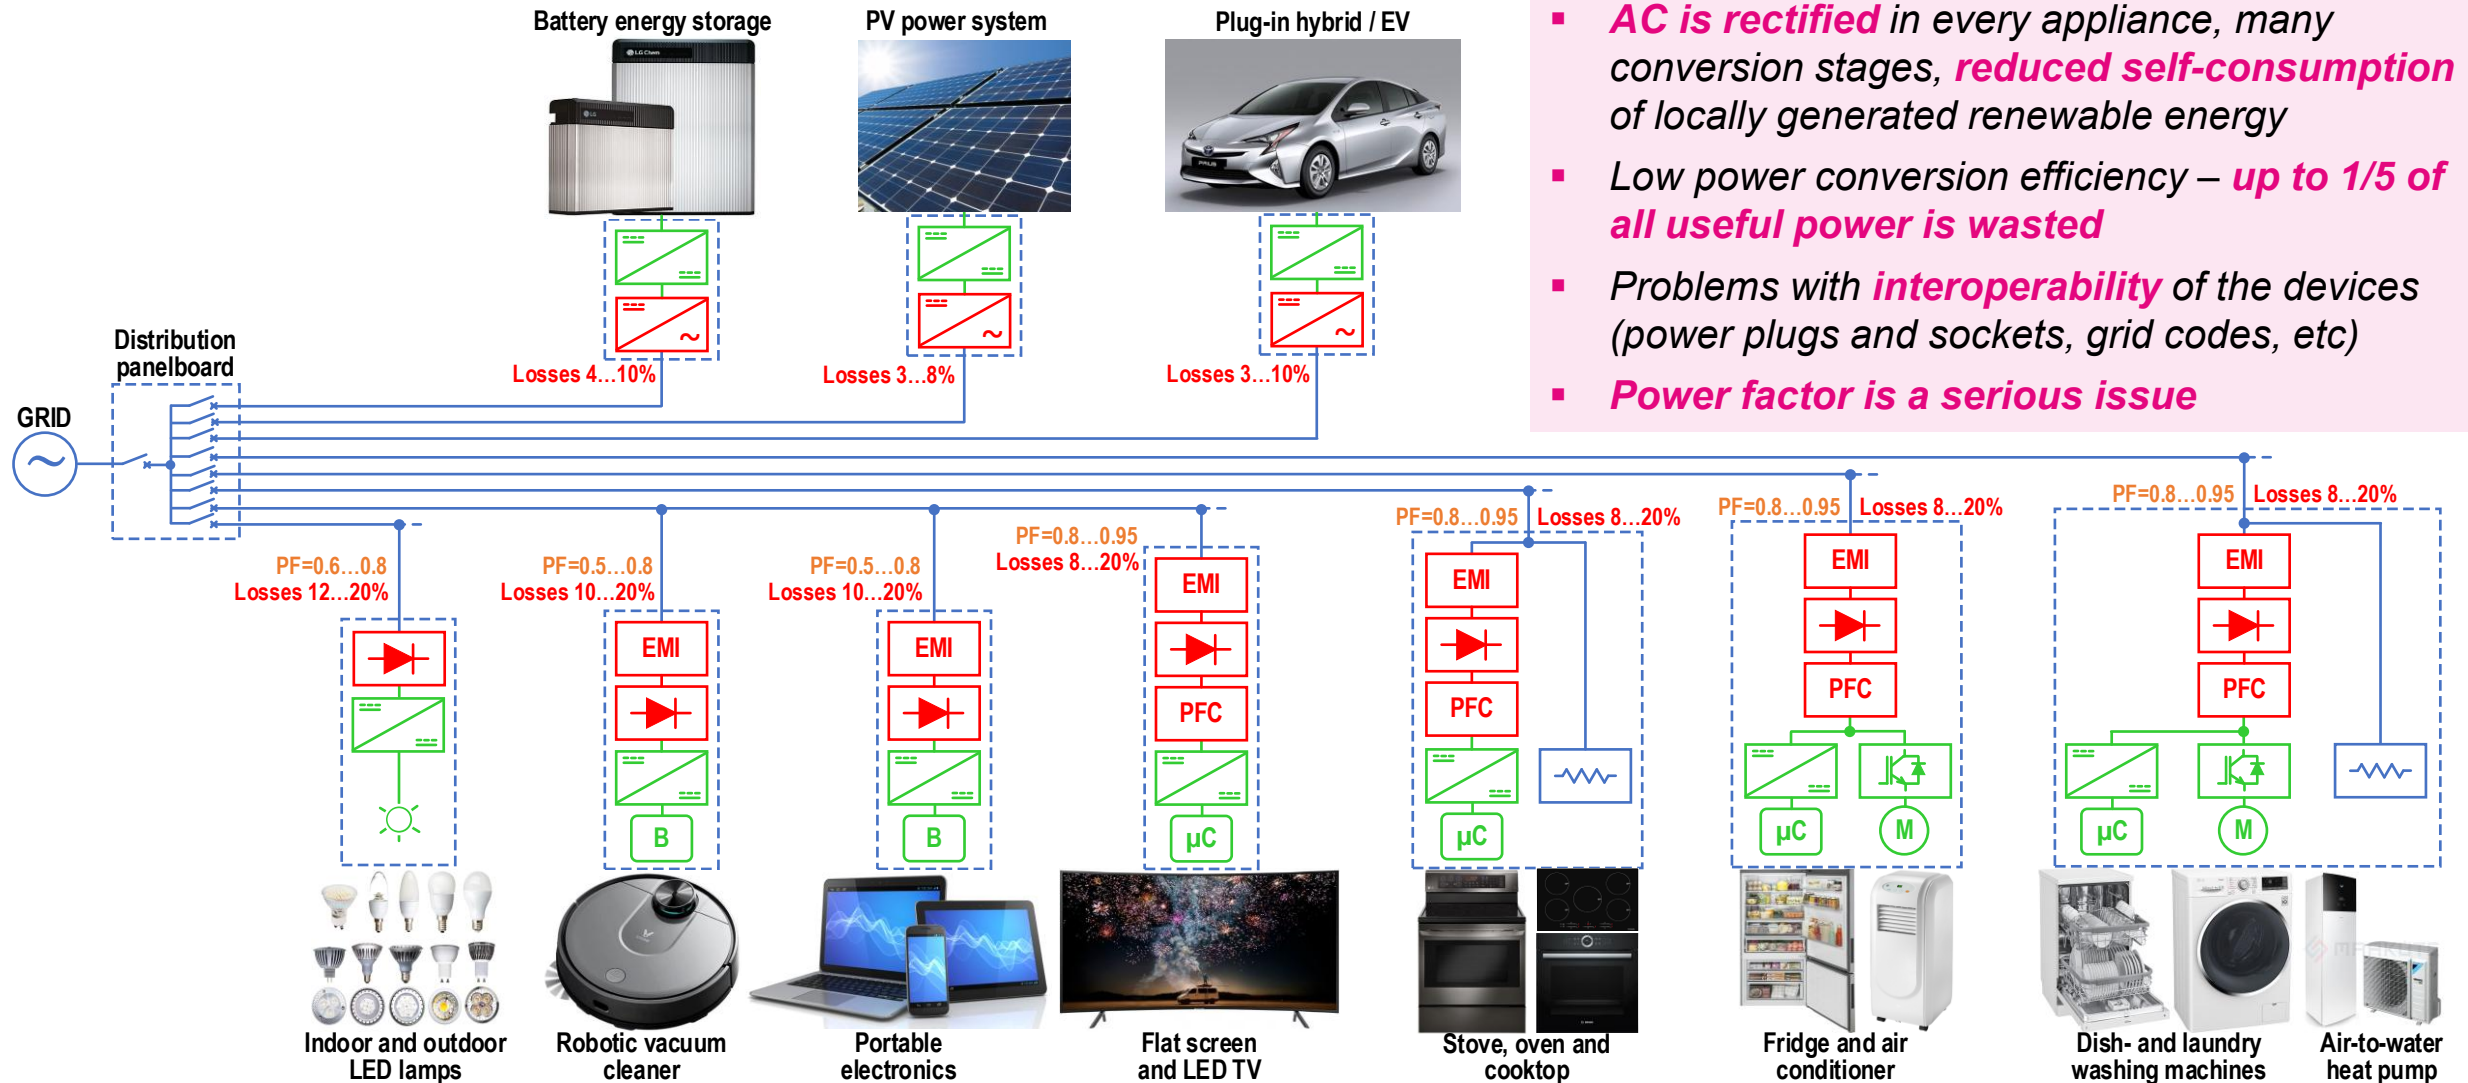 Battery energy storage
PV power system
Plug-in hybrid / EV
LG Chem
LG
PRIUS
▪ AC is rectified in every appliance, many
conversion stages, reduced self-consumption
of locally generated renewable energy
▪ Low power conversion efficiency – up to 1/5 of
all useful power is wasted
▪ Problems with interoperability of the devices
(power plugs and sockets, grid codes, etc)
▪ Power factor is a serious issue
Losses 4...10%
Losses 3...8%
Losses 3...10%
Distribution
panelboard
GRID
PF=0.6...0.8
Losses 12...20%
PF=0.5...0.8
Losses 10...20%
EMI
B
PF=0.5...0.8
Losses 10...20%
EMI
B
PF=0.8...0.95
Losses 8...20%
EMI
PFC
µC
PF=0.8...0.95
Losses 8...20%
EMI
PFC
µC
PF=0.8...0.95
Losses 8...20%
EMI
PFC
µC
M
PF=0.8...0.95
Losses 8...20%
EMI
PFC
µC
M
Indoor and outdoor
LED lamps
Robotic vacuum
cleaner
Portable
electronics
Flat screen
and LED TV
Stove, oven and
cooktop
Fridge and air
conditioner
Dish- and laundry
washing machines
Air-to-water
heat pump